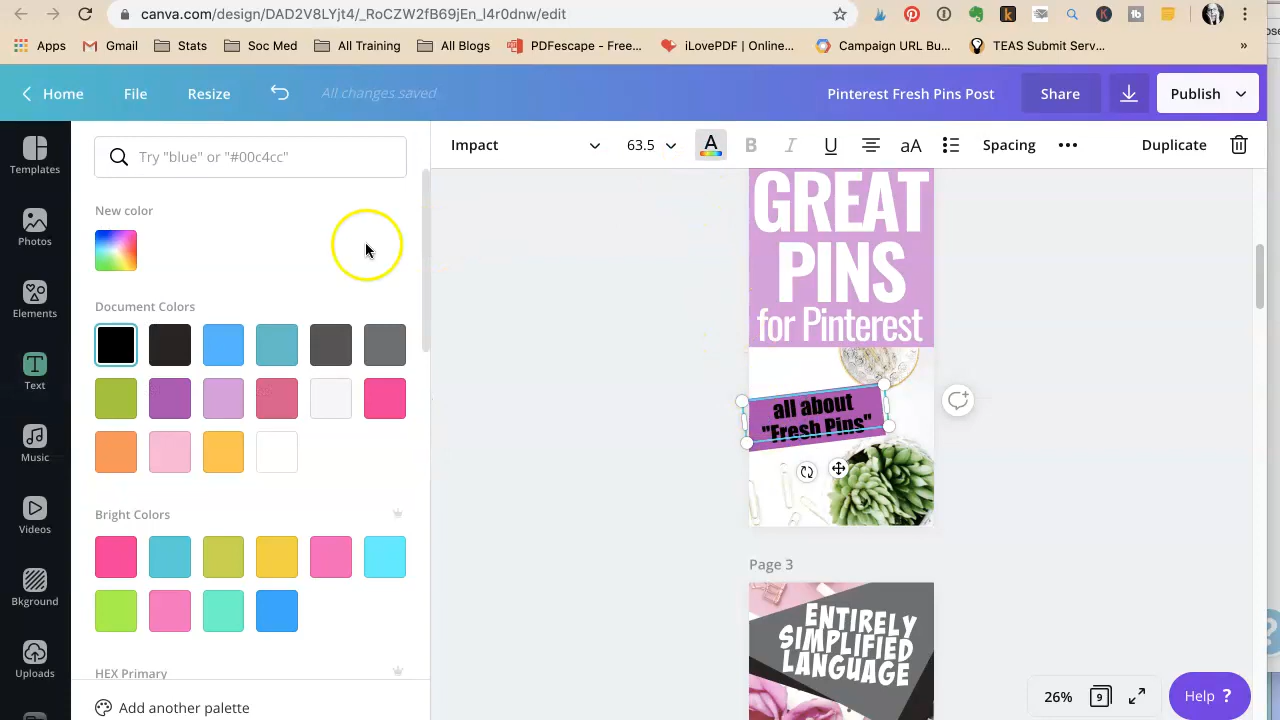 canva.com/design/DAD2V8LYjt4/_RoCZW2fB69jEn_l4r0dnw/edit
Apps Gmail Stats Soc Med All Training All Blogs PDFescape - Free... iLovePDF | Online... Campaign URL Bu... TEAS Submit Serv... »
Home File Resize All changes saved Pinterest Fresh Pins Post Share Publish
Try "blue" or "#00c4cc"
Impact 63.5 A B I U aA Spacing Duplicate
Templates
Photos
Elements
Text
Music
Videos
Bkground
Uploads
New color
Document Colors
Bright Colors
HEX Primary
Add another palette
GREAT
PINS
for Pinterest
all about
"Fresh Pins"
Page 3
ENTIRELY
SIMPLIFIED
LANGUAGE
26% 9 Help ?